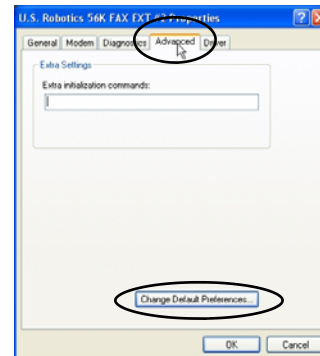 U.S. Robotics 56K FAX EXT #2 Properties
General Modem Diagnostics Advanced Driver
Extra Settings
Extra initialization commands:
Change Default Preferences...
OK Cancel